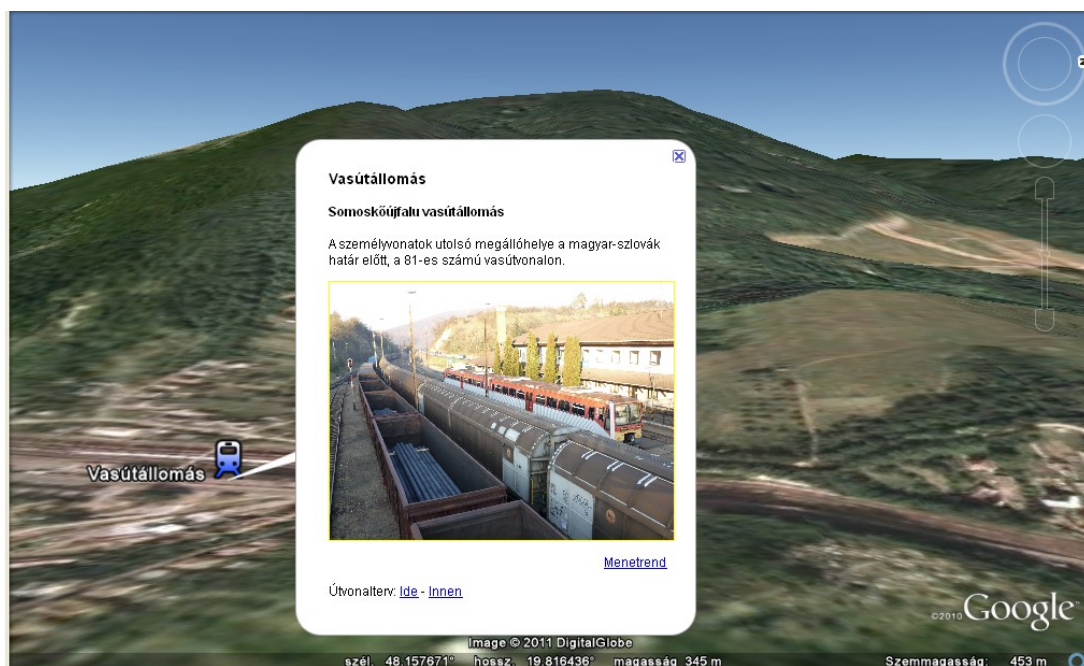 Vasútállomás
Somoskőújfalu vasútállomás
A személyvonatok utolsó megállóhelye a magyar-szlovák
határ előtt, a 81-es számú vasútvonalon.
Vasútállomás
Menetrend
Útvonalterv: Ide - Innen
©2010 Google
Image © 2011 DigitalGlobe
szél. 48.157671° hossz. 19.816436° magasság 345 m Szemmagasság: 453 m